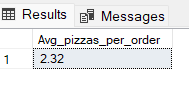 Results Messages
Avg_pizzas_per_order
1 2.32